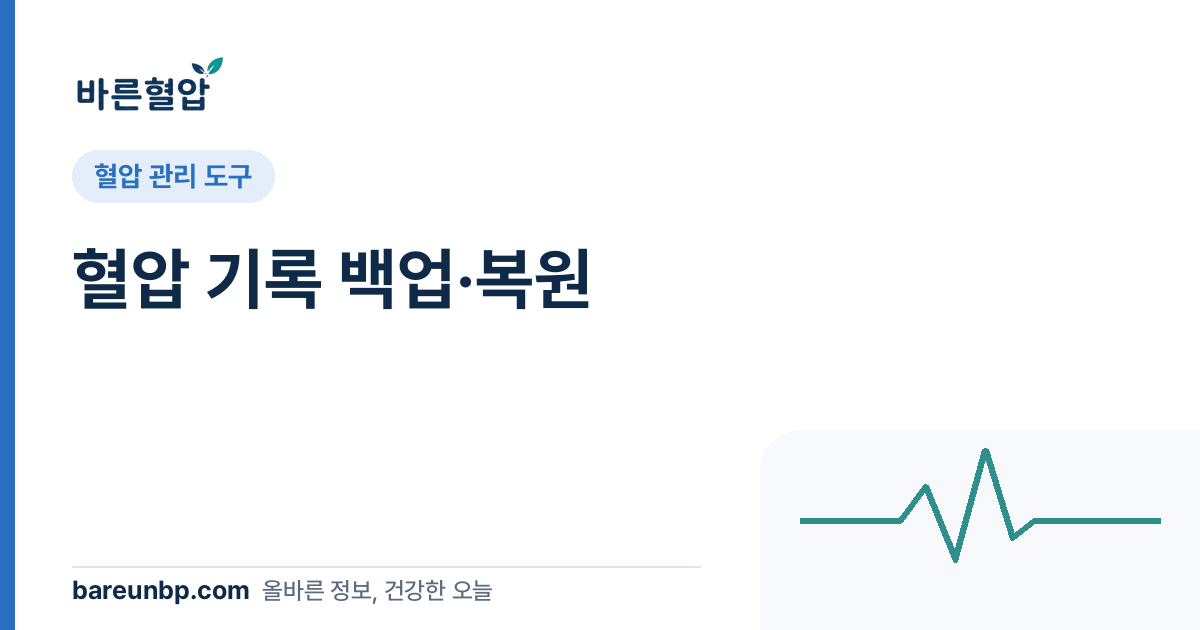 바른혈압
혈압 관리 도구
혈압 기록 백업·복원
bareunbp.com 올바른 정보, 건강한 오늘